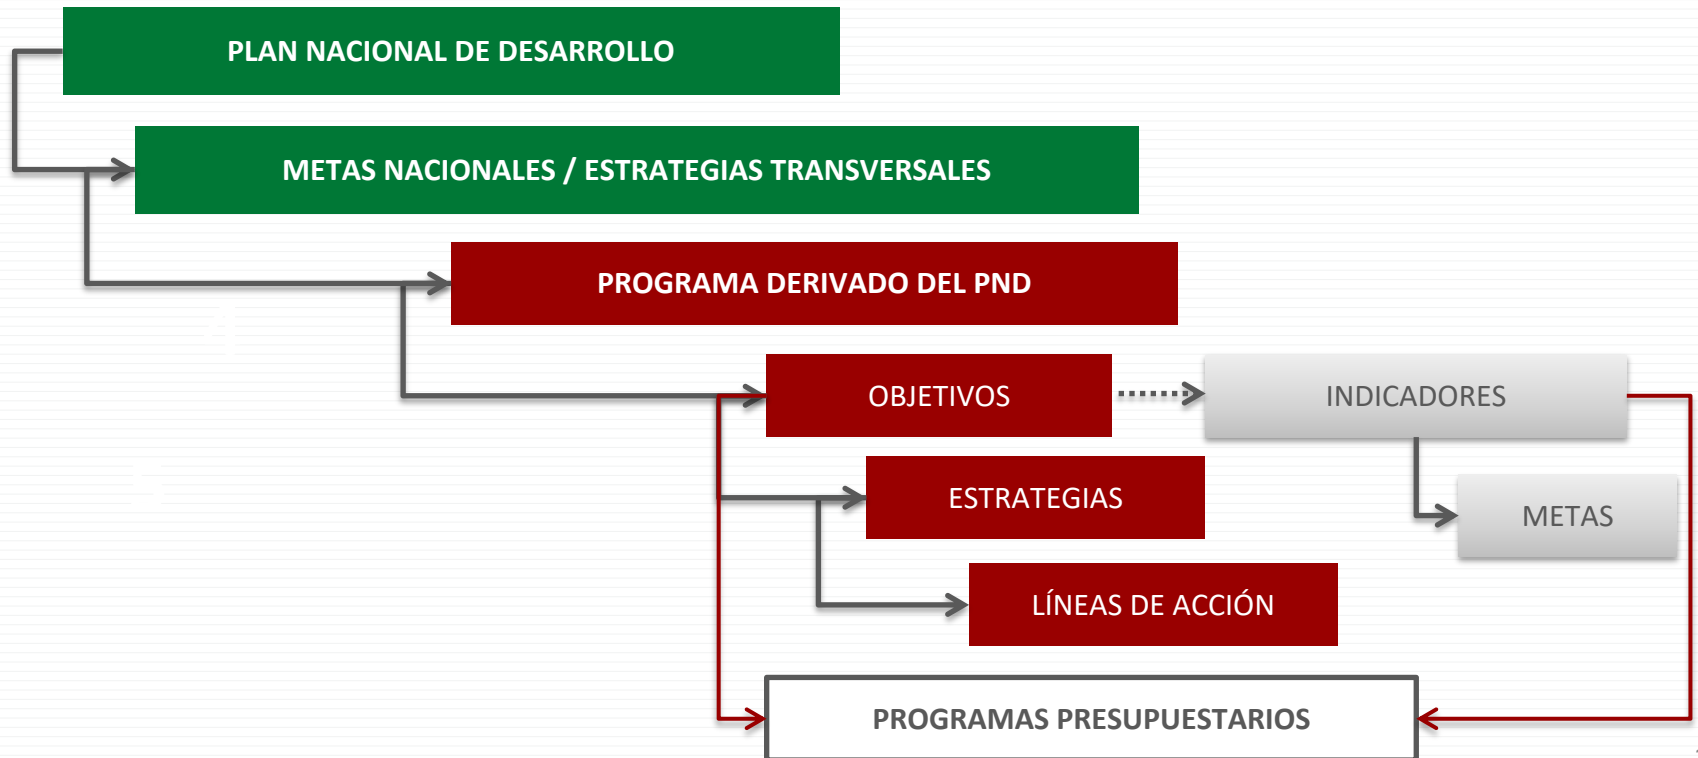 PLAN NACIONAL DE DESARROLLO
METAS NACIONALES / ESTRATEGIAS TRANSVERSALES
PROGRAMA DERIVADO DEL PND
OBJETIVOS
INDICADORES
ESTRATEGIAS
METAS
LÍNEAS DE ACCIÓN
PROGRAMAS PRESUPUESTARIOS